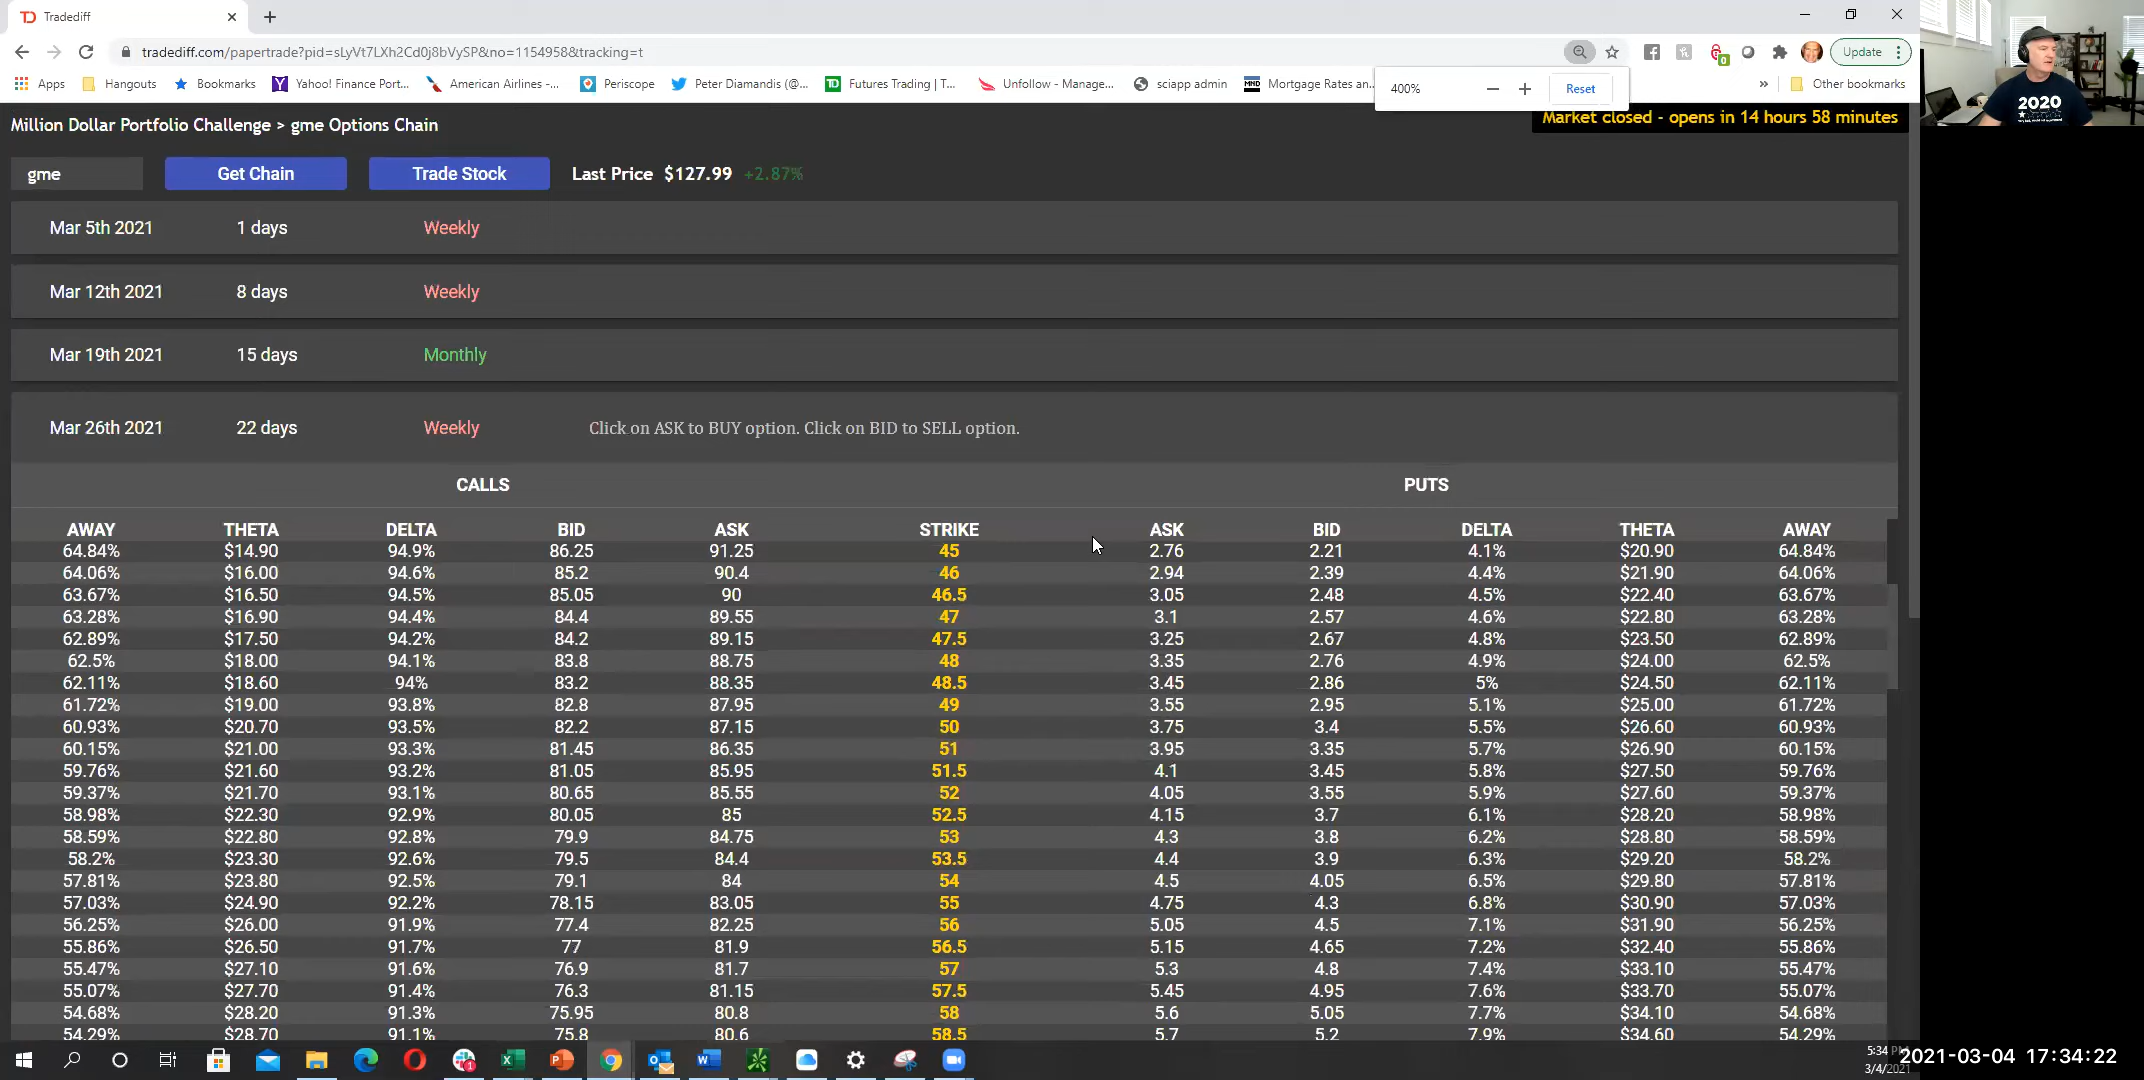 Tradediff
tradediff.com/papertrade?pid=sLyVt7LXh2Cd0j8bVySP&no=1154958&tracking=t
Update
Apps Hangouts Bookmarks Yahoo! Finance Port... American Airlines -... Periscope Peter Diamandis (@... Futures Trading | T... Unfollow - Manage... sciapp admin Mortgage Rates an... » Other bookmarks
400% Reset
Million Dollar Portfolio Challenge > gme Options Chain
Market closed - opens in 14 hours 58 minutes
2020
gme Get Chain Trade Stock Last Price $127.99 +2.87%
Mar 5th 2021 1 days Weekly
Mar 12th 2021 8 days Weekly
Mar 19th 2021 15 days Monthly
Mar 26th 2021 22 days Weekly Click on ASK to BUY option. Click on BID to SELL option.
CALLS PUTS
AWAY THETA DELTA BID ASK STRIKE ASK BID DELTA THETA AWAY
64.84% $14.90 94.9% 86.25 91.25 45 2.76 2.21 4.1% $20.90 64.84%
64.06% $16.00 94.6% 85.2 90.4 46 2.94 2.39 4.4% $21.90 64.06%
63.67% $16.50 94.5% 85.05 90 46.5 3.05 2.48 4.5% $22.40 63.67%
63.28% $16.90 94.4% 84.4 89.55 47 3.1 2.57 4.6% $22.80 63.28%
62.89% $17.50 94.2% 84.2 89.15 47.5 3.25 2.67 4.8% $23.50 62.89%
62.5% $18.00 94.1% 83.8 88.75 48 3.35 2.76 4.9% $24.00 62.5%
62.11% $18.60 94% 83.2 88.35 48.5 3.45 2.86 5% $24.50 62.11%
61.72% $19.00 93.8% 82.8 87.95 49 3.55 2.95 5.1% $25.00 61.72%
60.93% $20.70 93.5% 82.2 87.15 50 3.75 3.4 5.5% $26.60 60.93%
60.15% $21.00 93.3% 81.45 86.35 51 3.95 3.35 5.7% $26.90 60.15%
59.76% $21.60 93.2% 81.05 85.95 51.5 4.1 3.45 5.8% $27.50 59.76%
59.37% $21.70 93.1% 80.65 85.55 52 4.05 3.55 5.9% $27.60 59.37%
58.98% $22.30 92.9% 80.05 85 52.5 4.15 3.7 6.1% $28.20 58.98%
58.59% $22.80 92.8% 79.9 84.75 53 4.3 3.8 6.2% $28.80 58.59%
58.2% $23.30 92.6% 79.5 84.4 53.5 4.4 3.9 6.3% $29.20 58.2%
57.81% $23.80 92.5% 79.1 84 54 4.5 4.05 6.5% $29.80 57.81%
57.03% $24.90 92.2% 78.15 83.05 55 4.75 4.3 6.8% $30.90 57.03%
56.25% $26.00 91.9% 77.4 82.25 56 5.05 4.5 7.1% $31.90 56.25%
55.86% $26.50 91.7% 77 81.9 56.5 5.15 4.65 7.2% $32.40 55.86%
55.47% $27.10 91.6% 76.9 81.7 57 5.3 4.8 7.4% $33.10 55.47%
55.07% $27.70 91.4% 76.3 81.15 57.5 5.45 4.95 7.6% $33.70 55.07%
54.68% $28.20 91.3% 75.95 80.8 58 5.6 5.05 7.7% $34.10 54.68%
54.29% $28.70 91.1% 75.8 80.6 58.5 5.7 5.2 7.9% $34.60 54.29%
5:34 PM
3/4/2021
2021-03-04 17:34:22